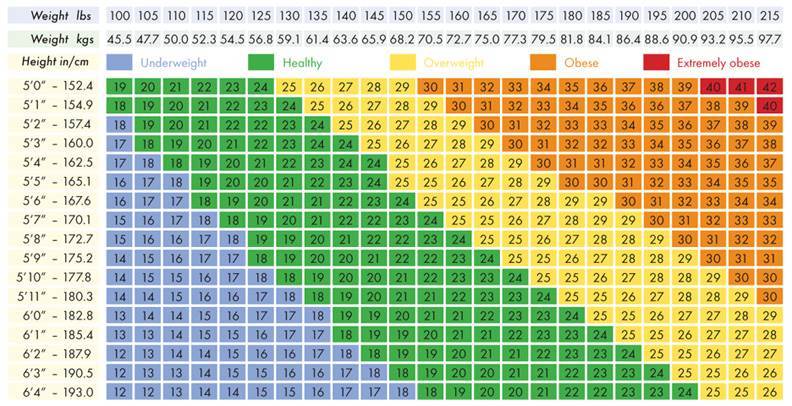 Weight lbs 100 105 110 115 120 125 130 135 140 145 150 155 160 165 170 175 180 185 190 195 200 205 210 215
Weight kgs 45.5 47.7 50.0 52.3 54.5 56.8 59.1 61.4 63.6 65.9 68.2 70.5 72.7 75.0 77.3 79.5 81.8 84.1 86.4 88.6 90.9 93.2 95.5 97.7
Height in/cm Underweight Healthy Overweight Obese Extremely obese
5'0" – 152.4 19 20 21 22 23 24 25 26 27 28 29 30 31 32 33 34 35 36 37 38 39 40 41 42
5'1" – 154.9 18 19 20 21 22 23 24 25 26 27 28 29 30 31 32 33 34 35 36 36 37 38 39 40
5'2" – 157.4 18 19 20 21 22 22 23 24 25 26 27 28 29 30 31 32 33 33 34 35 36 37 38 39
5'3" – 160.0 17 18 19 20 21 22 23 24 24 25 26 27 28 29 30 31 32 32 33 34 35 36 37 38
5'4" – 162.5 17 18 18 19 20 21 22 23 24 24 25 26 27 28 29 30 31 31 32 33 34 35 36 37
5'5" – 165.1 16 17 18 19 20 20 21 22 23 24 25 25 26 27 28 29 30 30 31 32 33 34 35 35
5'6" – 167.6 16 17 17 18 19 20 21 21 22 23 24 25 25 26 27 28 29 29 30 31 32 33 34 34
5'7" – 170.1 15 16 17 18 18 19 20 21 22 22 23 24 25 25 26 27 28 29 29 30 31 32 33 33
5'8" – 172.7 15 16 16 17 18 19 19 20 21 22 22 23 24 25 25 26 27 28 28 29 30 31 32 32
5'9" – 175.2 14 15 16 17 17 18 19 20 20 21 22 22 23 24 25 25 26 27 28 28 29 30 31 31
5'10" – 177.8 14 15 15 16 17 18 18 19 20 20 21 22 23 23 24 25 25 26 27 28 28 29 30 30
5'11" – 180.3 14 14 15 16 16 17 18 18 19 20 21 21 22 23 23 24 25 25 26 27 28 28 29 30
6'0" – 182.8 13 14 14 15 16 17 17 18 19 19 20 21 21 22 23 23 24 25 25 26 27 27 28 29
6'1" – 185.4 13 13 14 15 15 16 17 17 18 19 19 20 21 21 22 23 23 24 25 25 26 27 27 28
6'2" – 187.9 12 13 14 14 15 16 16 17 18 18 19 19 20 21 21 22 23 23 24 25 25 26 27 27
6'3" – 190.5 12 13 13 14 15 15 16 16 17 18 18 19 20 20 21 21 22 23 23 24 25 25 26 26
6'4" – 193.0 12 12 13 14 14 15 15 16 17 17 18 18 19 20 20 21 22 22 23 23 24 25 25 26